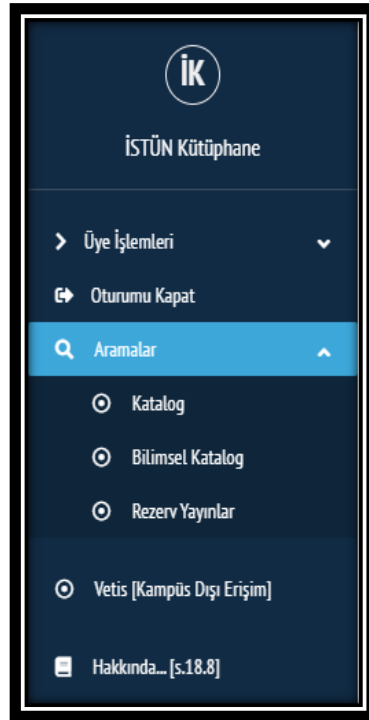 İK
İSTÜN Kütüphane
Üye İşlemleri
Oturumu Kapat
Aramalar
Katalog
Bilimsel Katalog
Rezerv Yayınlar
Vetis [Kampüs Dışı Erişim]
Hakkında... [s.18.8]